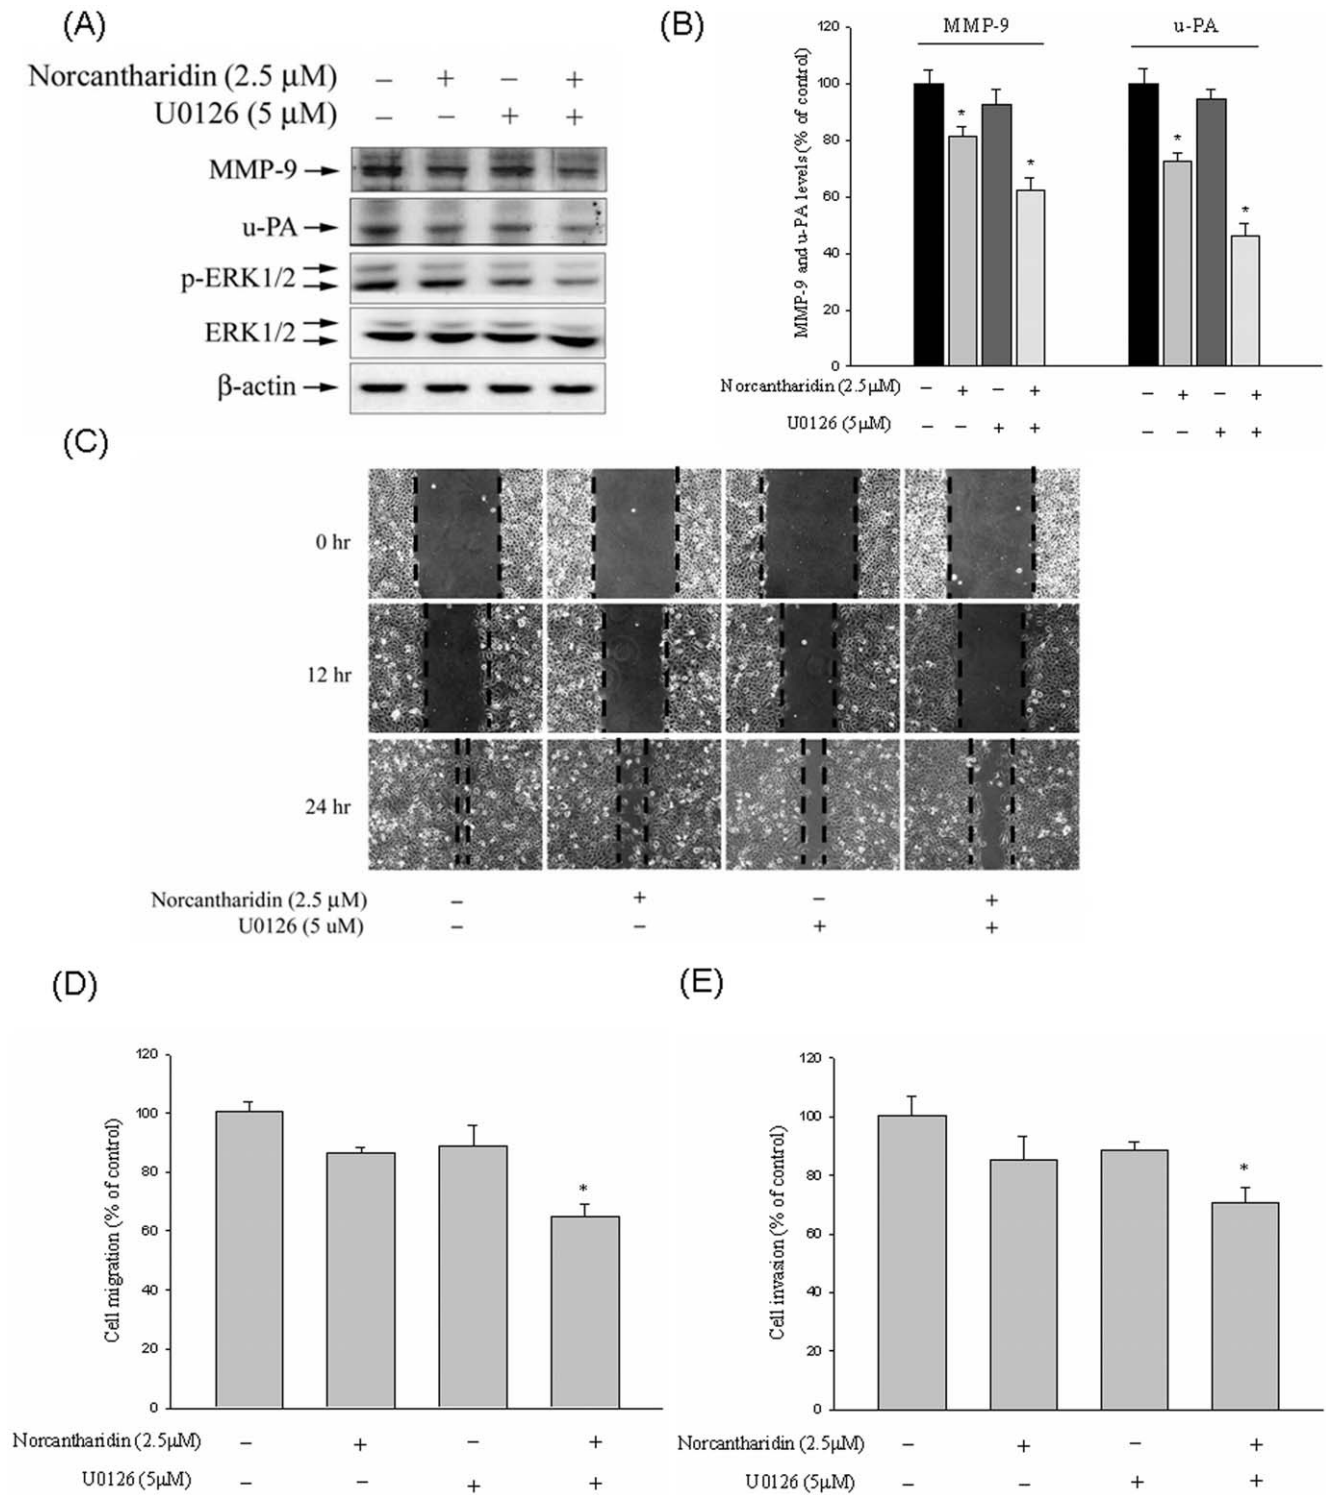 (A)
Norcantharidin (2.5 µM) – + – +
U0126 (5 µM) – – + +
MMP-9
u-PA
p-ERK1/2
ERK1/2
β-actin
(B)
MMP-9 u-PA
MMP-9 and u-PA levels (% of control)
120
100
80
60
40
20
0
* * * *
Norcantharidin (2.5µM) – + – + – + – +
U0126 (5µM) – – + + – – + +
(C)
0 hr
12 hr
24 hr
Norcantharidin (2.5 µM) – + – +
U0126 (5 uM) – – + +
(D)
Cell migration (% of control)
120
100
80
60
40
20
0
*
Norcantharidin (2.5µM) – + – +
U0126 (5µM) – – + +
(E)
Cell invasion (% of control)
120
100
80
60
40
20
0
*
Norcantharidin (2.5µM) – + – +
U0126 (5µM) – – + +